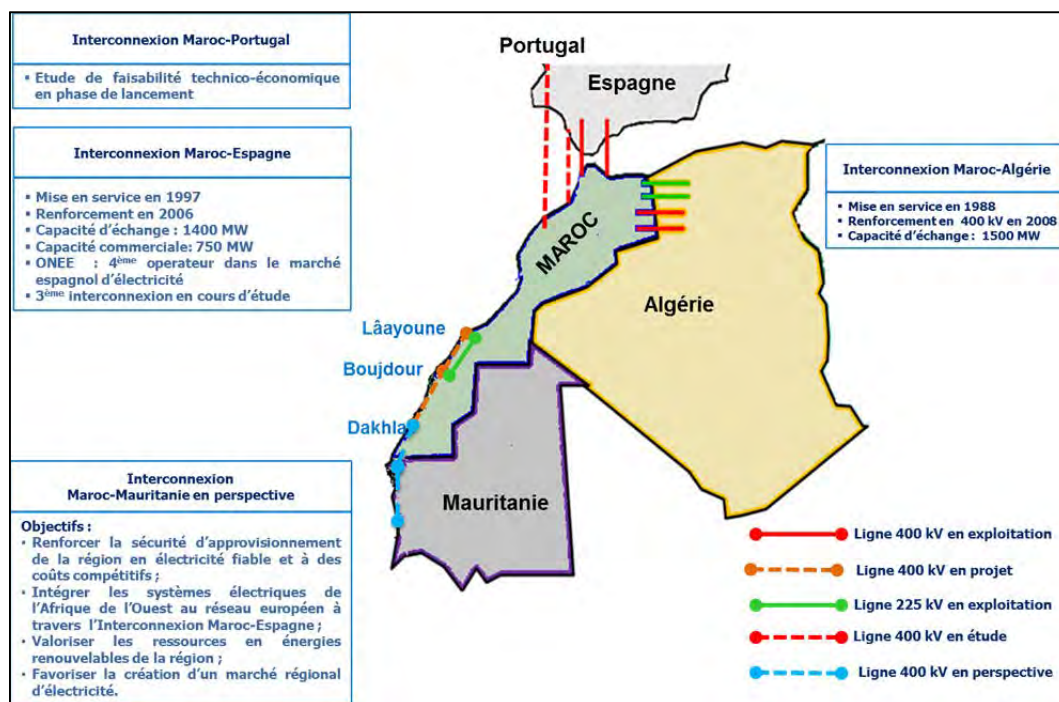 Interconnexion Maroc-Portugal
▪ Etude de faisabilité technico-économique
en phase de lancement
Interconnexion Maroc-Espagne
▪ Mise en service en 1997
▪ Renforcement en 2006
▪ Capacité d'échange : 1400 MW
▪ Capacité commerciale: 750 MW
▪ ONEE : 4ème operateur dans le marché
espagnol d'électricité
▪ 3ème interconnexion en cours d'étude
Portugal
Espagne
MAROC
Algérie
Interconnexion Maroc-Algérie
▪ Mise en service en 1988
▪ Renforcement en 400 kV en 2008
▪ Capacité d'échange : 1500 MW
Lâayoune
Boujdour
Dakhla
Mauritanie
Interconnexion
Maroc-Mauritanie en perspective
Objectifs :
• Renforcer la sécurité d'approvisionnement
de la région en électricité fiable et à des
coûts compétitifs ;
• Intégrer les systèmes électriques de
l'Afrique de l'Ouest au réseau européen à
travers l'Interconnexion Maroc-Espagne ;
• Valoriser les ressources en énergies
renouvelables de la région ;
• Favoriser la création d'un marché régional
d'électricité.
Ligne 400 kV en exploitation
Ligne 400 kV en projet
Ligne 225 kV en exploitation
Ligne 400 kV en étude
Ligne 400 kV en perspective